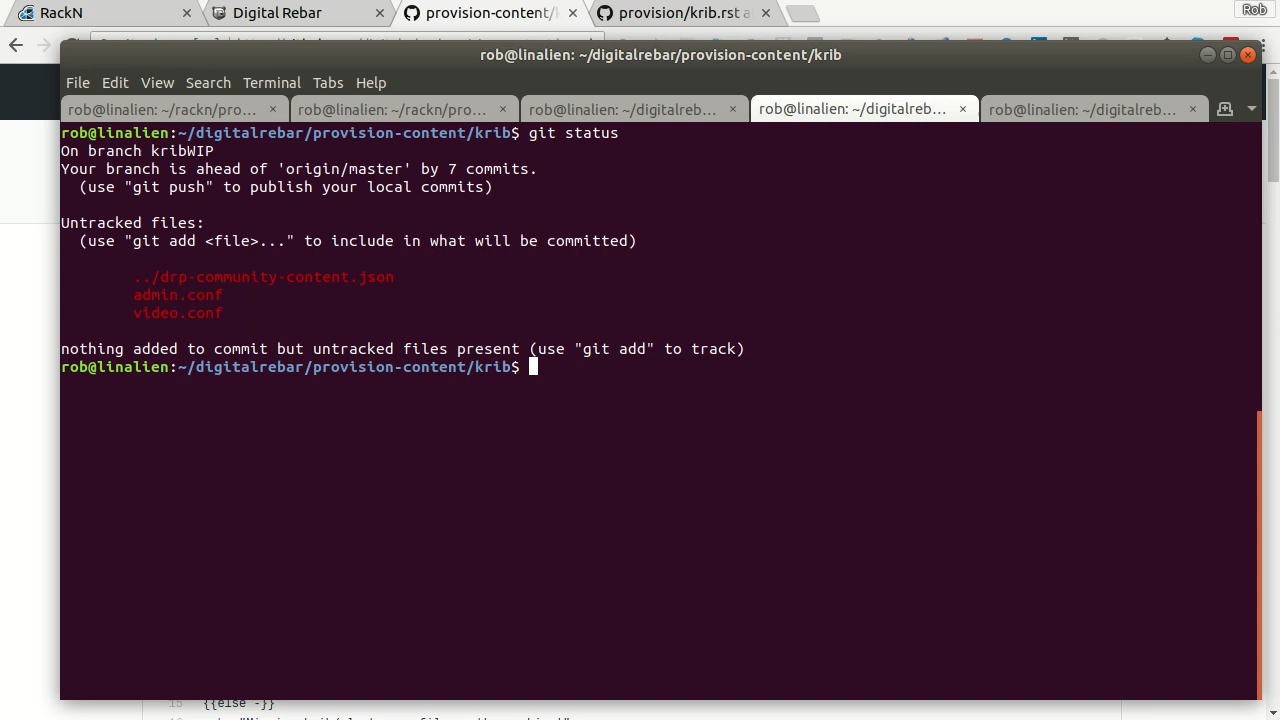 RackN
Digital Rebar
provision-content/
provision/krib.rst
Rob
rob@linalien: ~/digitalrebar/provision-content/krib
File Edit View Search Terminal Tabs Help
rob@linalien: ~/rackn/pro...
rob@linalien: ~/rackn/pro...
rob@linalien: ~/digitalreb...
rob@linalien: ~/digitalreb...
rob@linalien: ~/digitalreb...
rob@linalien:~/digitalrebar/provision-content/krib$ git status
On branch kribWIP
Your branch is ahead of 'origin/master' by 7 commits.
(use "git push" to publish your local commits)
Untracked files:
(use "git add <file>..." to include in what will be committed)
../drp-community-content.json
admin.conf
video.conf
nothing added to commit but untracked files present (use "git add" to track)
rob@linalien:~/digitalrebar/provision-content/krib$
15 {{else -}}